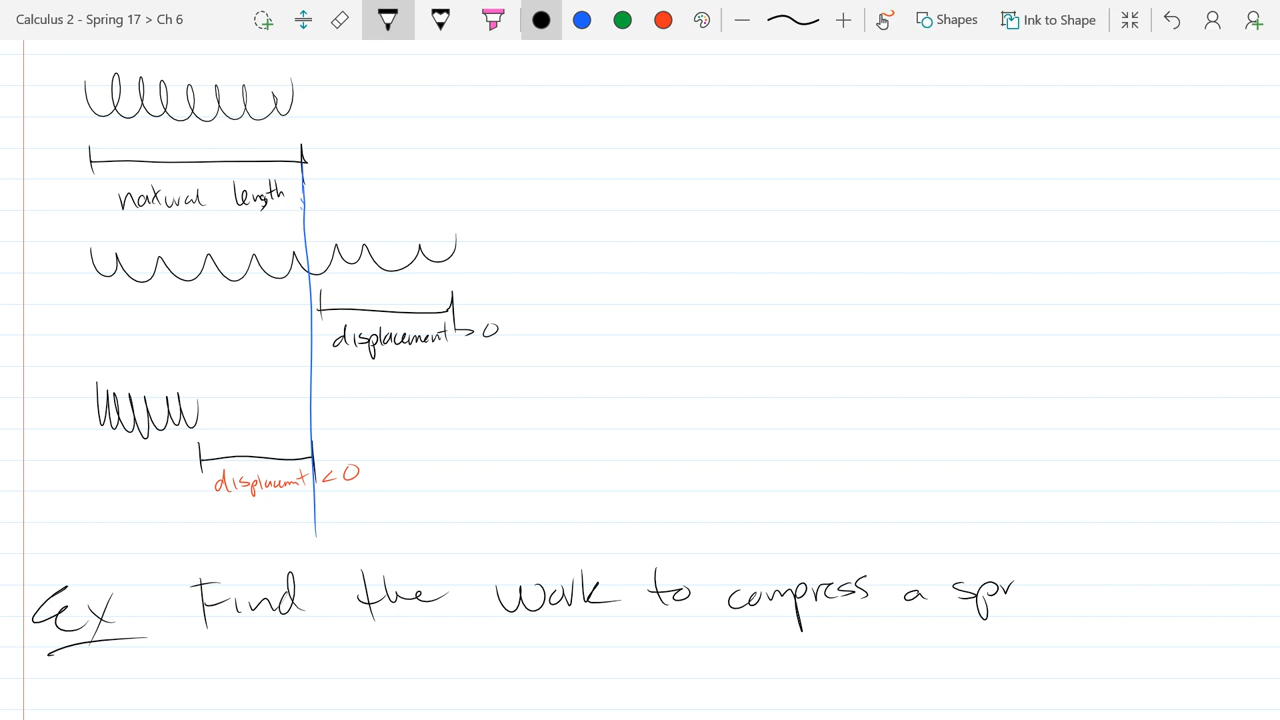 Calculus 2 - Spring 17 > Ch 6
Shapes
Ink to Shape
natural length
displacement > 0
displacemt < 0
Ex Find the work to compress a spr